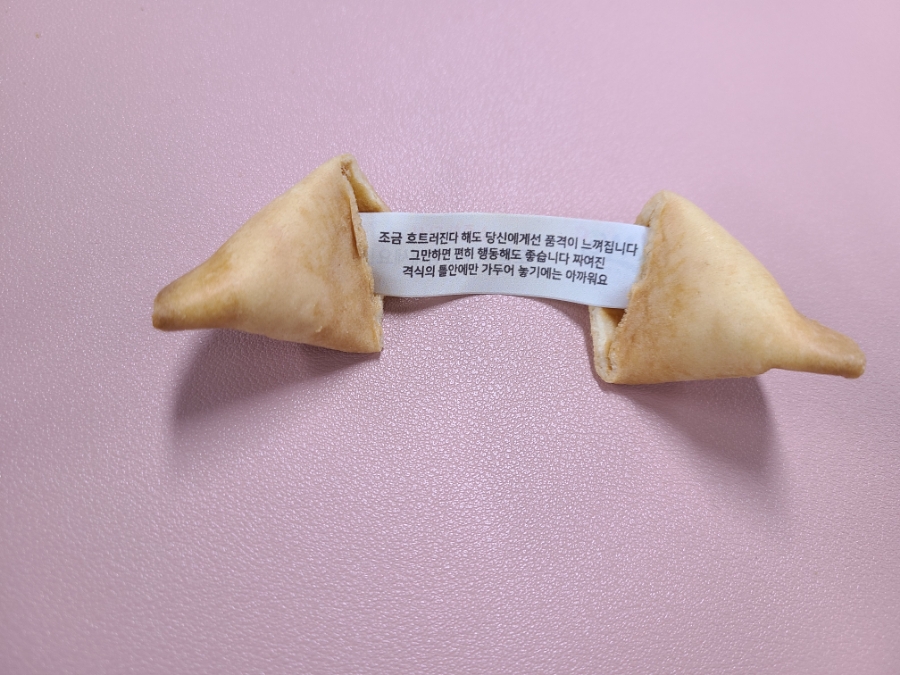 조금 흐트러진다 해도 당신에게선 품격이 느껴집니다
그만하면 편히 행동해도 좋습니다 짜여진
격식의 틀안에만 가두어 놓기에는 아까워요